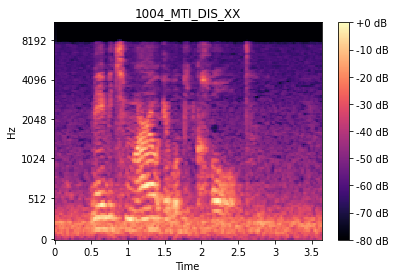 1004_MTI_DIS_XX
+0 dB
8192
-10 dB
4096
-20 dB
-30 dB
2048
Hz
-40 dB
1024
-50 dB
512
-60 dB
-70 dB
0
-80 dB
0 0.5 1 1.5 2 2.5 3 3.5
Time